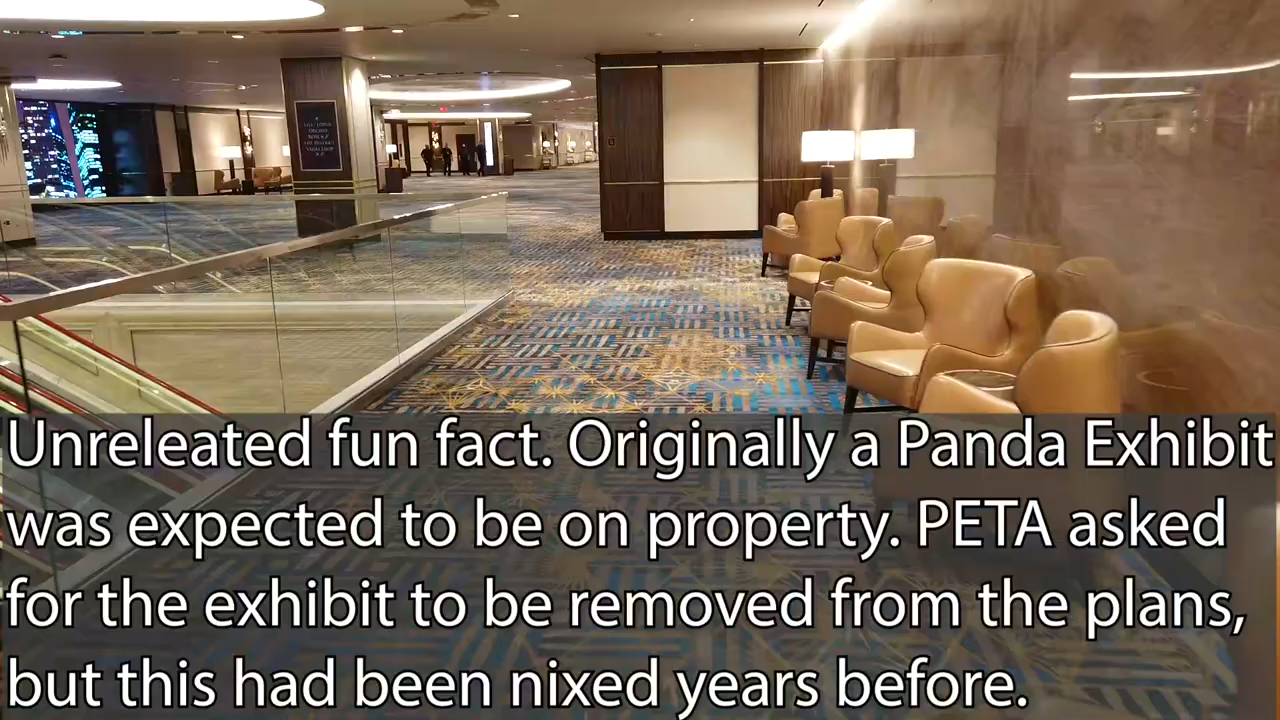 Unreleated fun fact. Originally a Panda Exhibit
was expected to be on property. PETA asked
for the exhibit to be removed from the plans,
but this had been nixed years before.